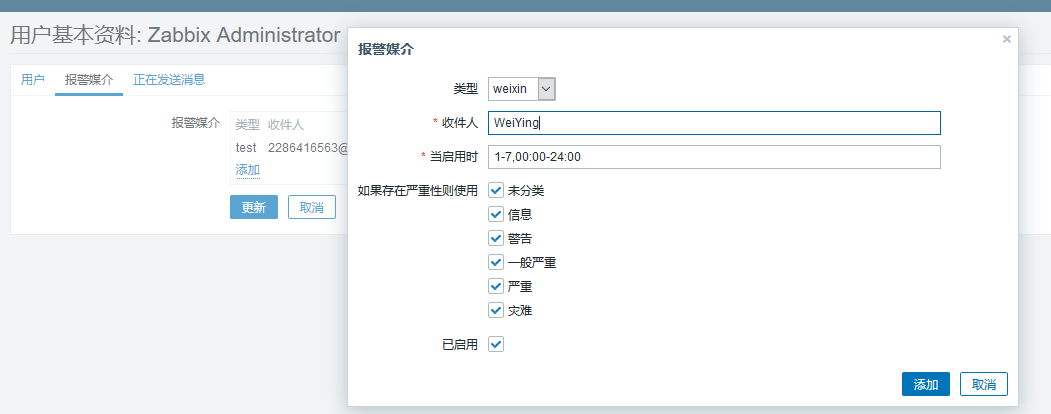 用户基本资料: Zabbix Administrator
用户 报警媒介 正在发送消息
报警媒介 类型 收件人
test 2286416563@
添加
更新 取消
报警媒介 ×
类型 weixin
* 收件人 WeiYing
* 当启用时 1-7,00:00-24:00
如果存在严重性则使用 未分类
信息
警告
一般严重
严重
灾难
已启用
添加 取消